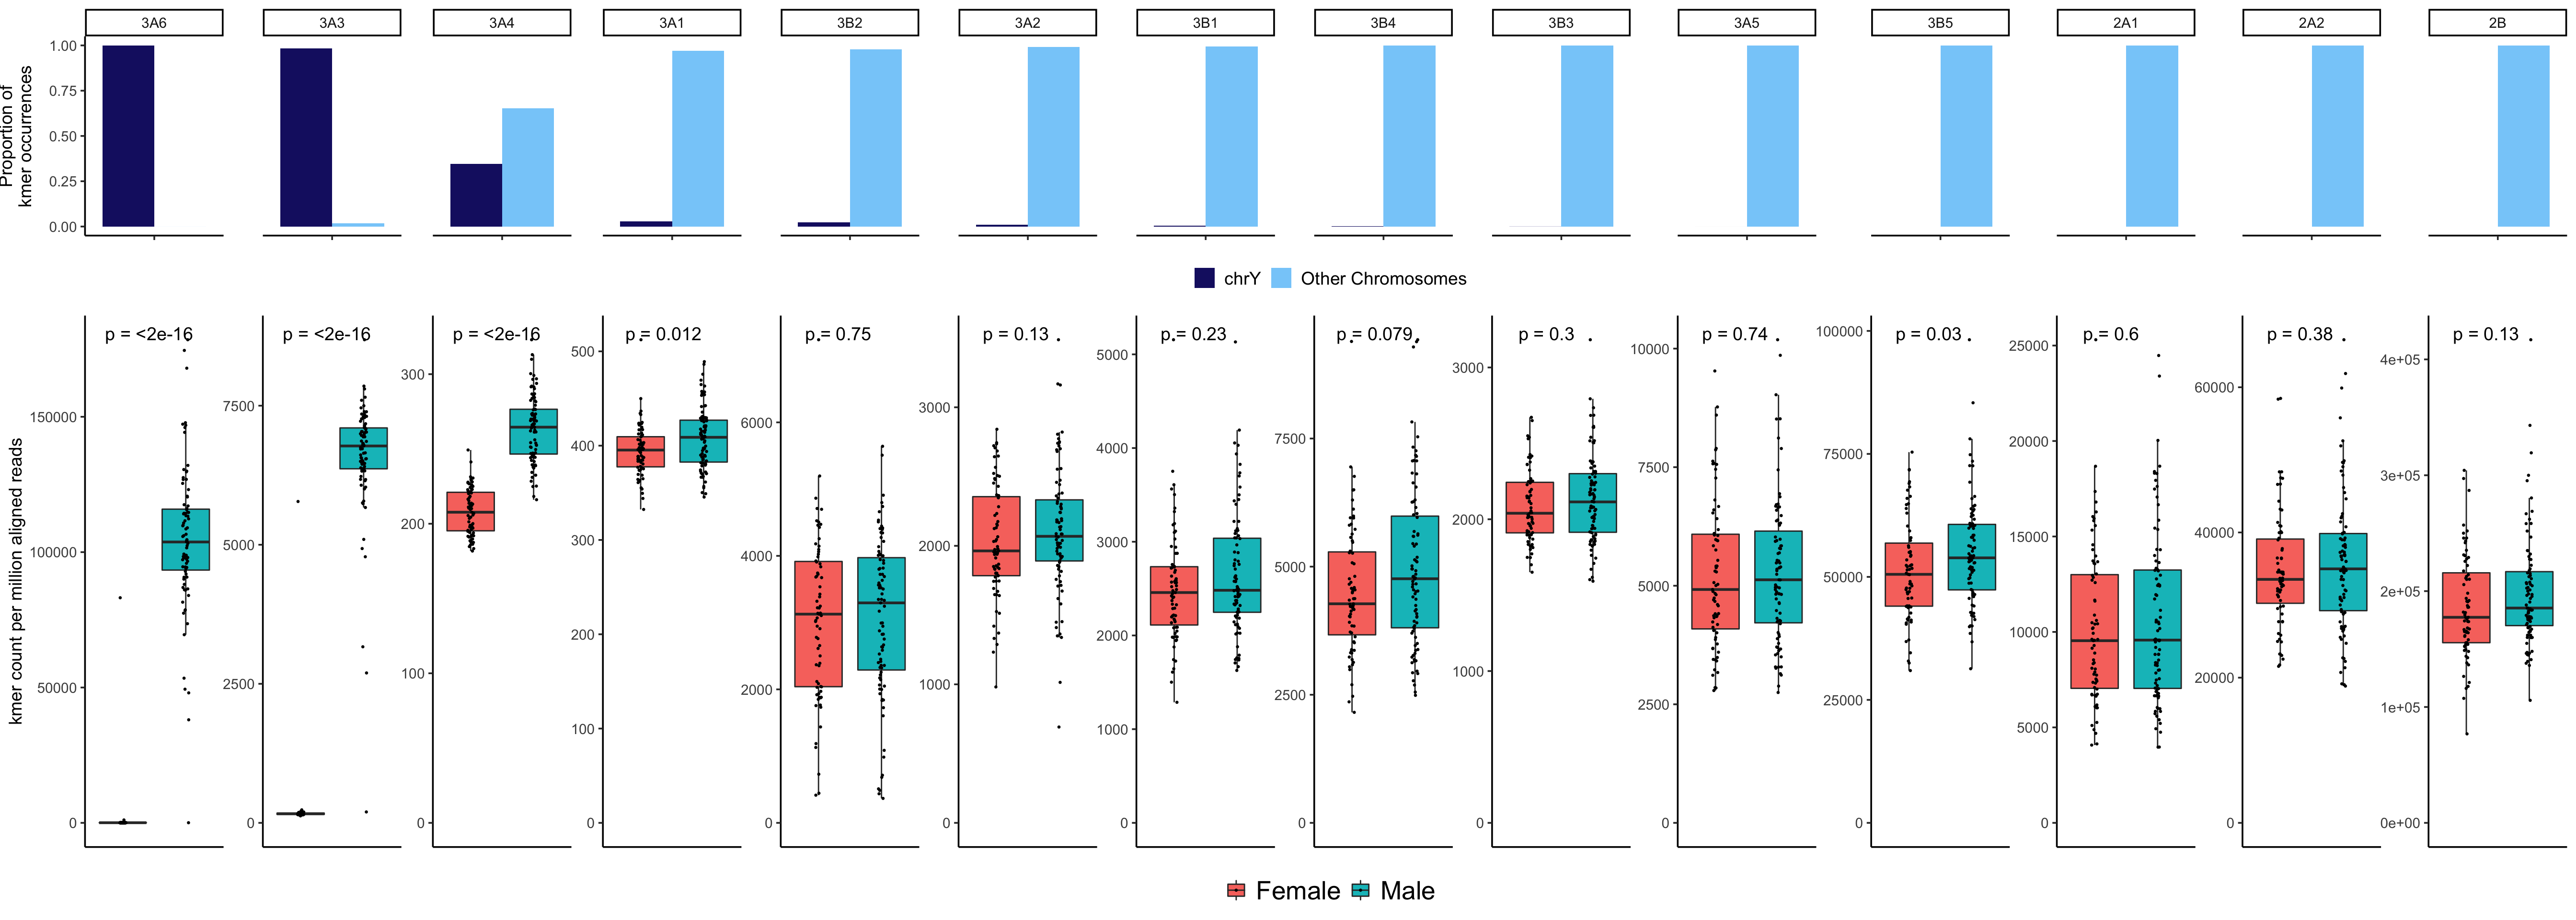 3A6 3A3 3A4 3A1 3B2 3A2 3B1 3B4 3B3 3A5 3B5 2A1 2A2 2B
Proportion of
kmer occurrences
1.00
0.75
0.50
0.25
0.00
chrY Other Chromosomes
kmer count per million aligned reads
p = <2e-16
150000
100000
50000
0
p = <2e-16
7500
5000
2500
0
p = <2e-16
300
200
100
0
p = 0.012
500
400
300
200
100
0
p = 0.75
6000
4000
2000
0
p = 0.13
3000
2000
1000
0
p = 0.23
5000
4000
3000
2000
1000
0
p = 0.079
7500
5000
2500
0
p = 0.3
3000
2000
1000
0
p = 0.74
10000
7500
5000
2500
0
p = 0.03
100000
75000
50000
25000
0
p = 0.6
25000
20000
15000
10000
5000
0
p = 0.38
60000
40000
20000
0
p = 0.13
4e+05
3e+05
2e+05
1e+05
0e+00
Female Male